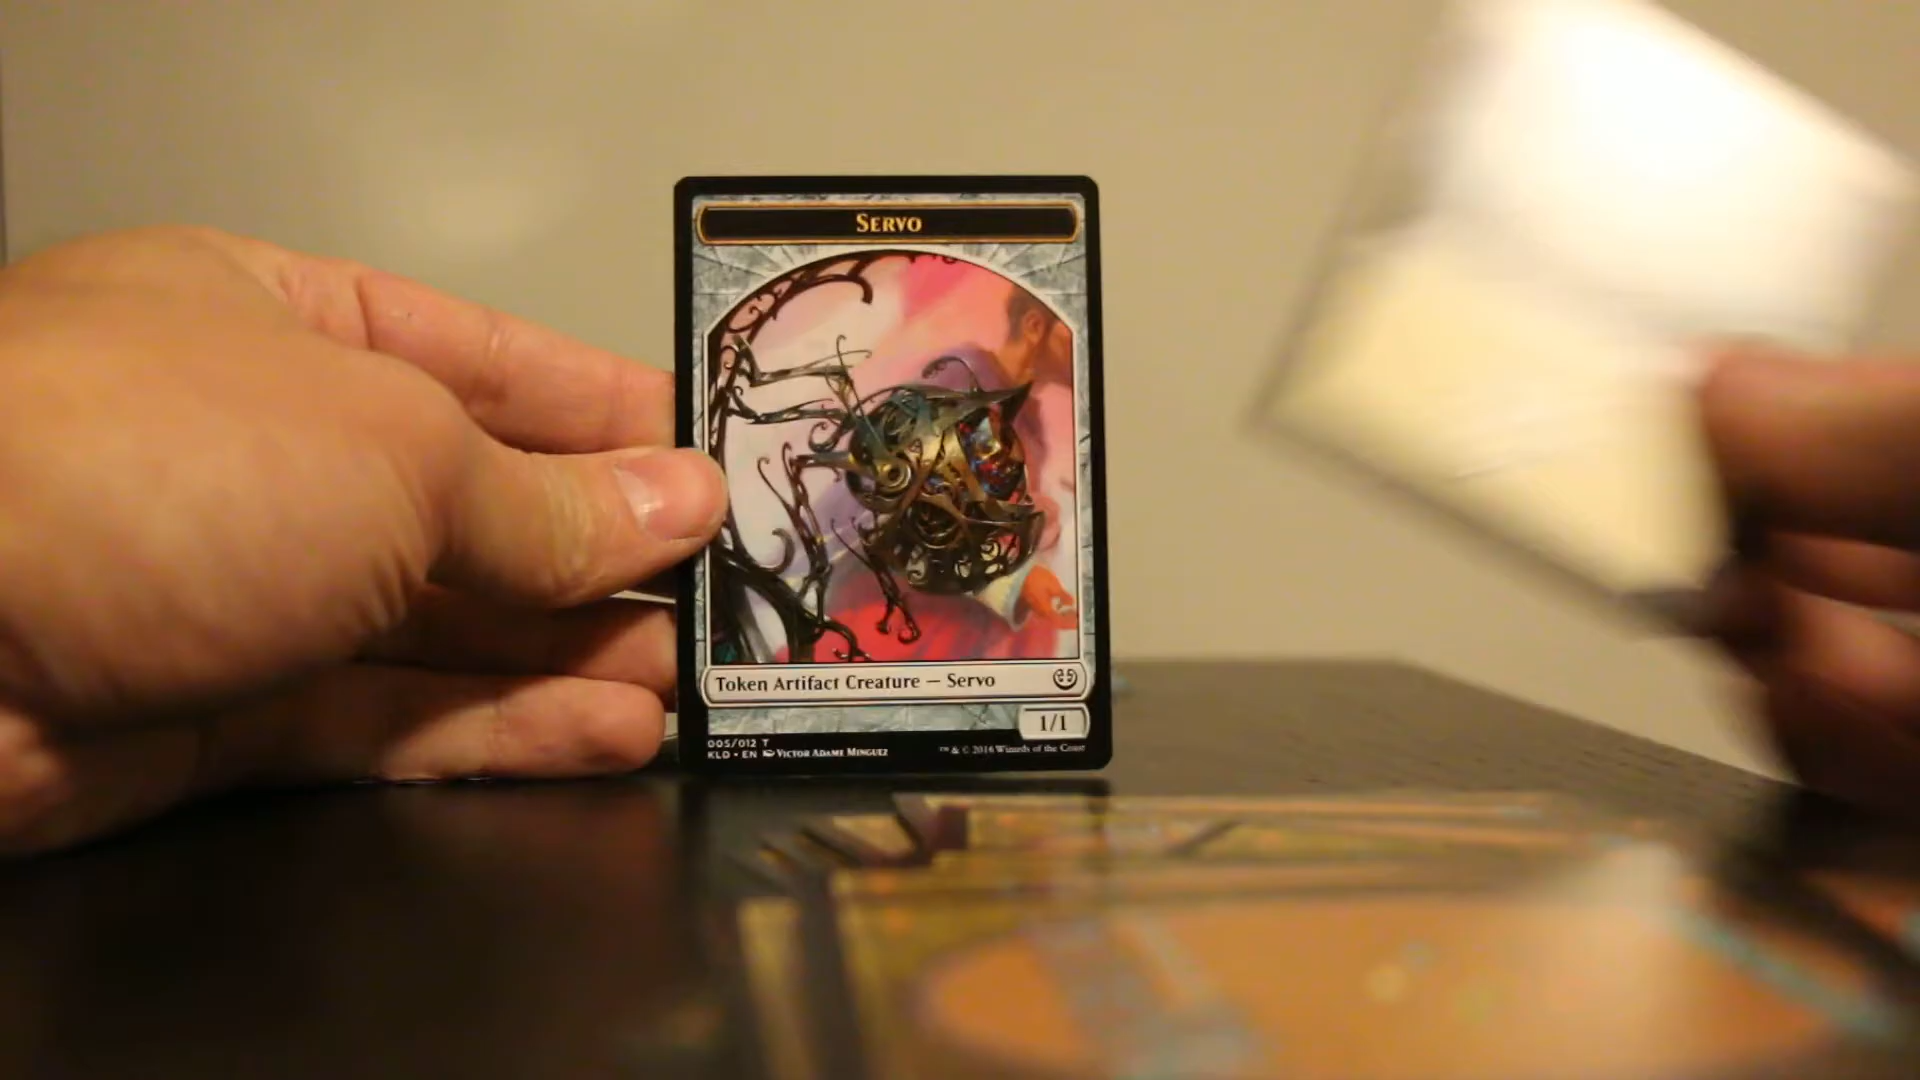 SERVO
Token Artifact Creature — Servo
1/1
005/012 T
KLD • EN VICTOR ADAME MINGUEZ
™ & © 2016 Wizards of the Coast